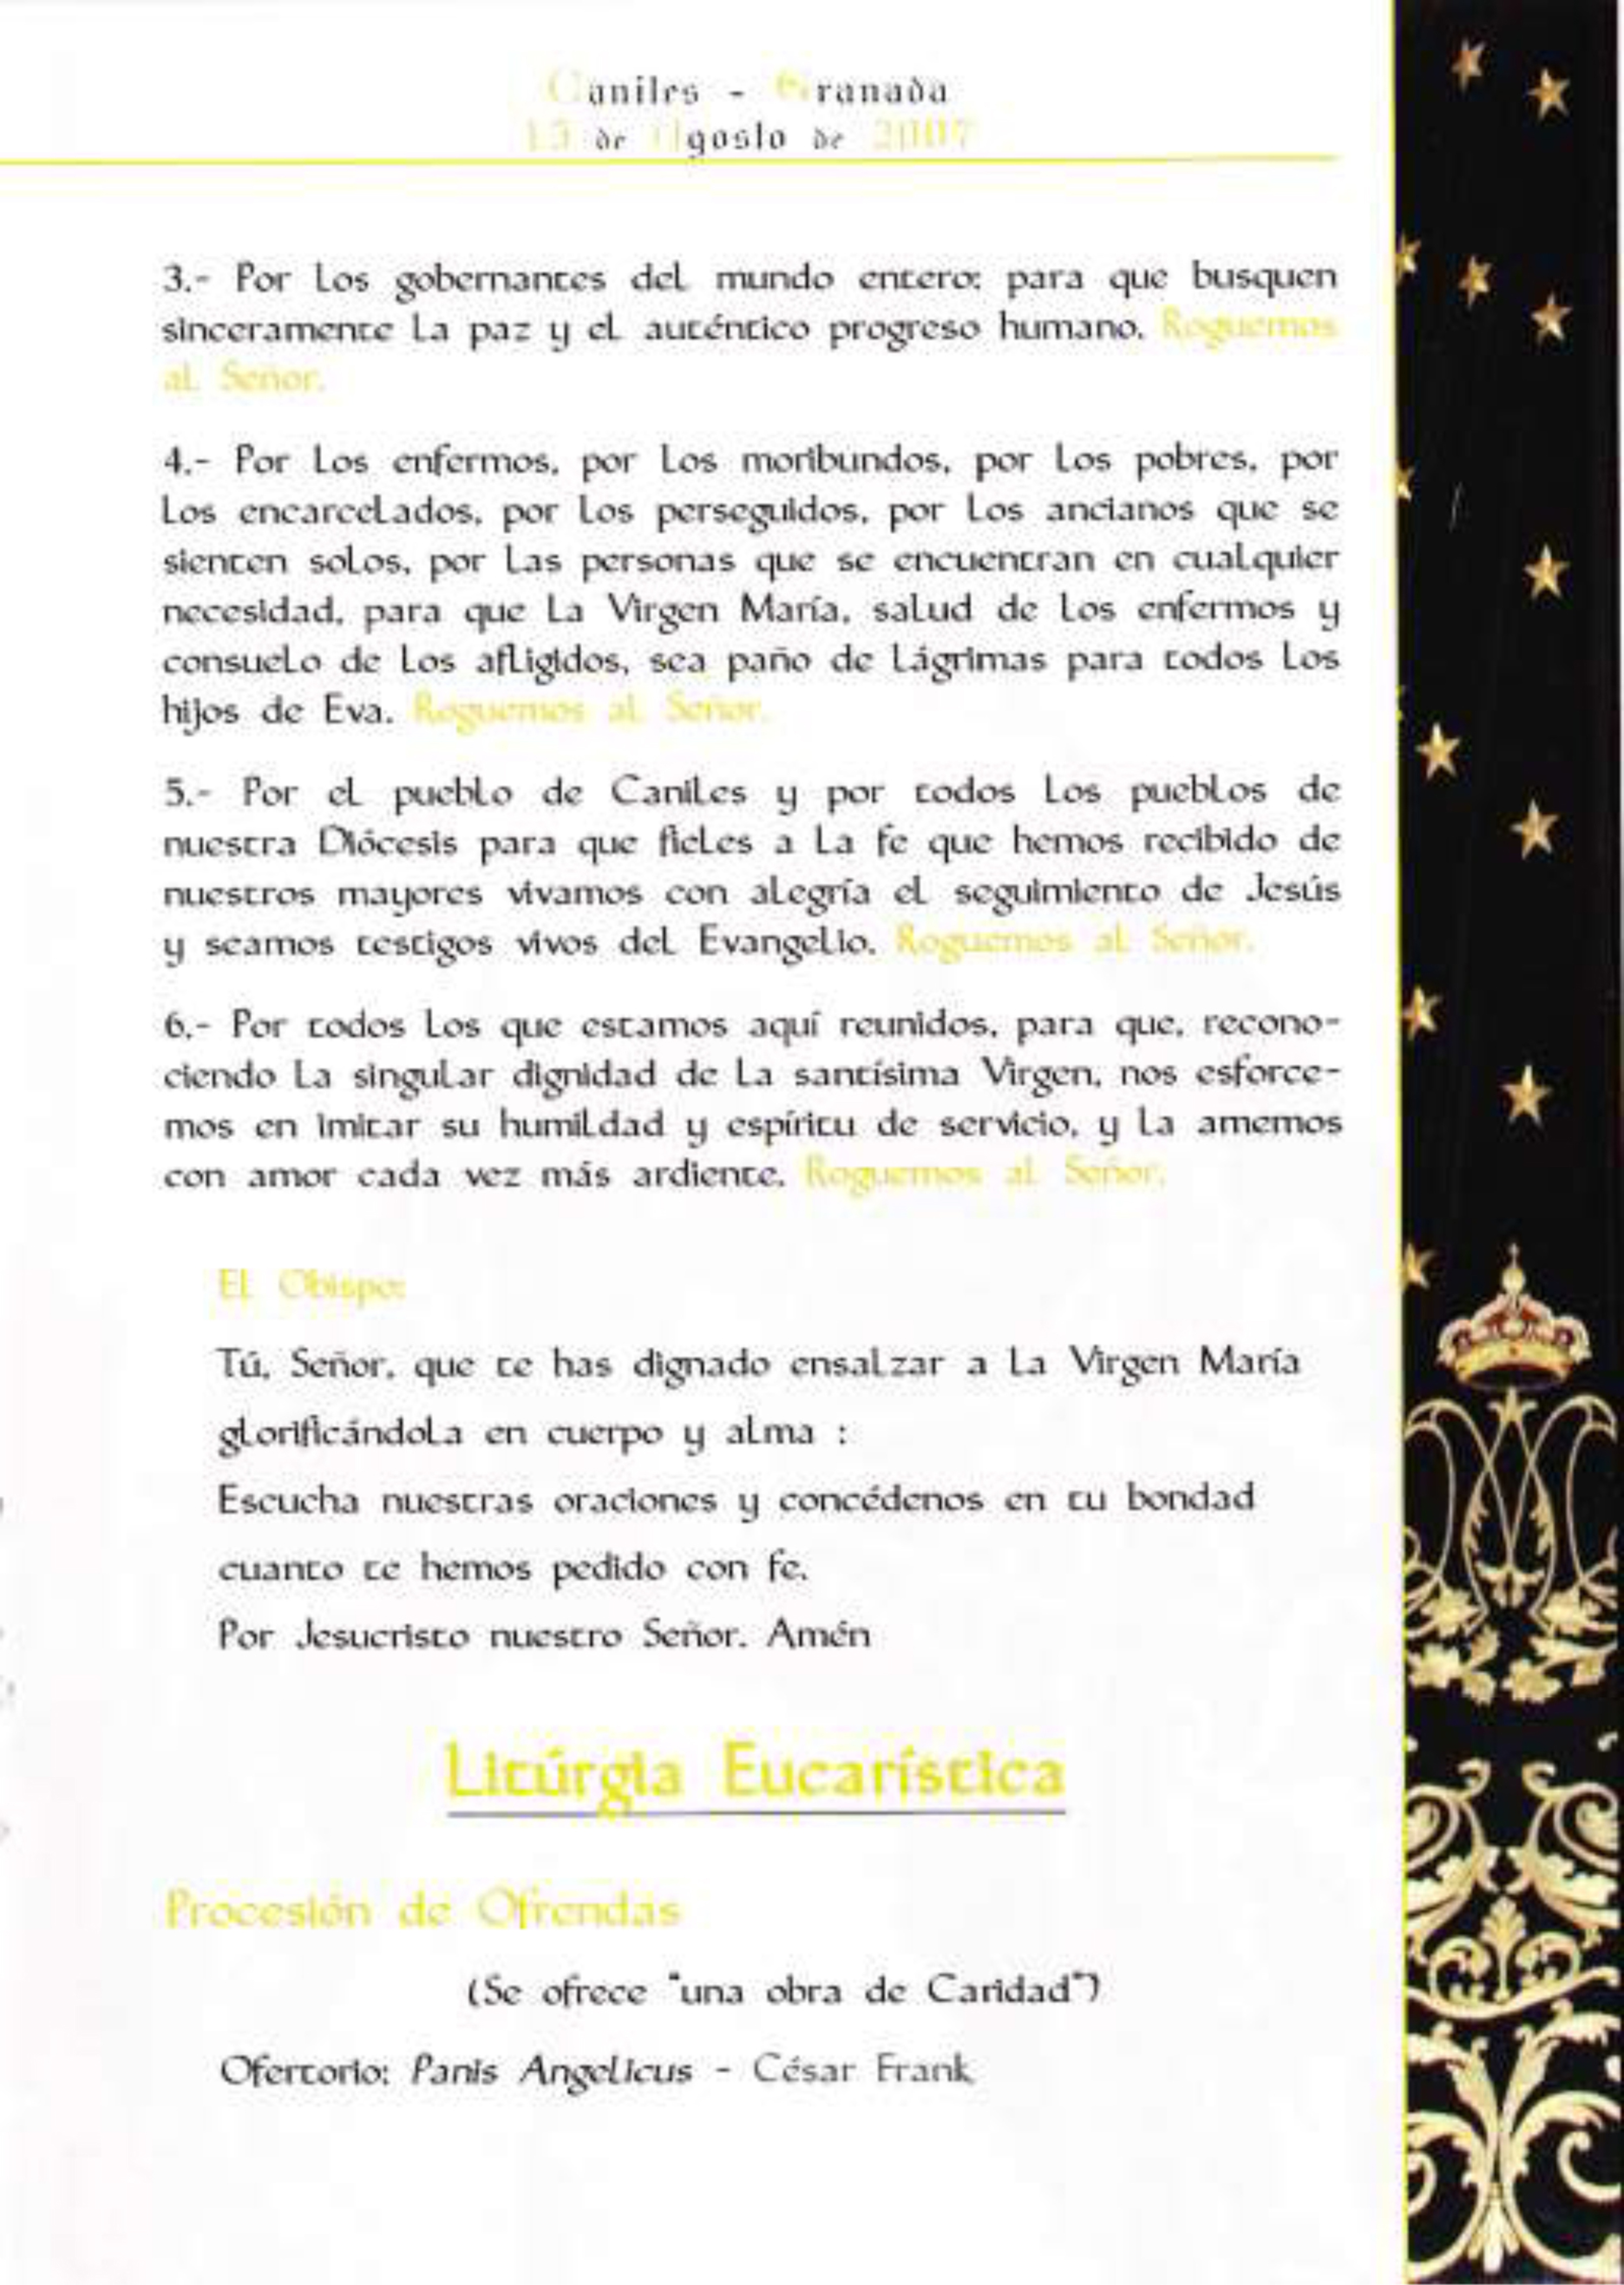 Caniles - Granada
15 de Agosto de 2007
3.- Por los gobernantes del mundo entero: para que busquen
sinceramente la paz y el auténtico progreso humano. Roguemos
al Señor.
4.- Por los enfermos, por los moribundos, por los pobres, por
los encarcelados, por los perseguidos, por los ancianos que se
sienten solos, por las personas que se encuentran en cualquier
necesidad, para que la Virgen María, salud de los enfermos y
consuelo de los afligidos, sea paño de lágrimas para todos los
hijos de Eva. Roguemos al Señor.
5.- Por el pueblo de Caniles y por todos los pueblos de
nuestra Diócesis para que fieles a la fe que hemos recibido de
nuestros mayores vivamos con alegría el seguimiento de Jesús
y seamos testigos vivos del Evangelio. Roguemos al Señor.
6.- Por todos los que estamos aquí reunidos, para que, recono-
ciendo la singular dignidad de la santísima Virgen, nos esforce-
mos en imitar su humildad y espíritu de servicio, y la amemos
con amor cada vez más ardiente. Roguemos al Señor.
El Obispo:
Tú, Señor, que te has dignado ensalzar a la Virgen María
glorificándola en cuerpo y alma :
Escucha nuestras oraciones y concédenos en tu bondad
cuanto te hemos pedido con fe.
Por Jesucristo nuestro Señor. Amén
Litúrgia Eucarística
Procesión de Ofrendas
(Se ofrece "una obra de Caridad")
Ofertorio: Panis Angelicus - César Frank